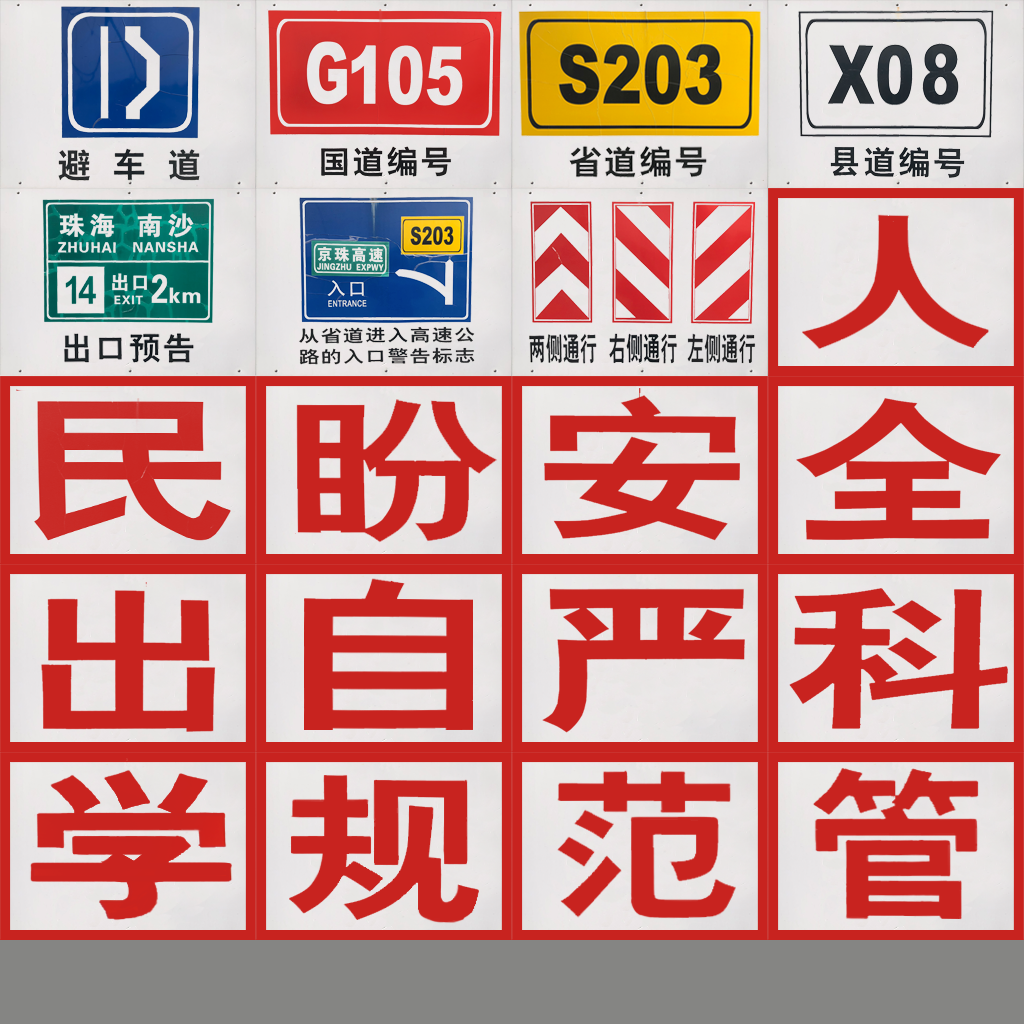 避车道
G105
国道编号
S203
省道编号
X08
县道编号
珠海 南沙
ZHUHAI NANSHA
14 出口 EXIT 2km
出口预告
S203
京珠高速
JINGZHU EXPWY
入口
ENTRANCE
从省道进入高速公
路的入口警告标志
两侧通行 右侧通行 左侧通行
人
民 盼 安 全
出 自 严 科
学 规 范 管